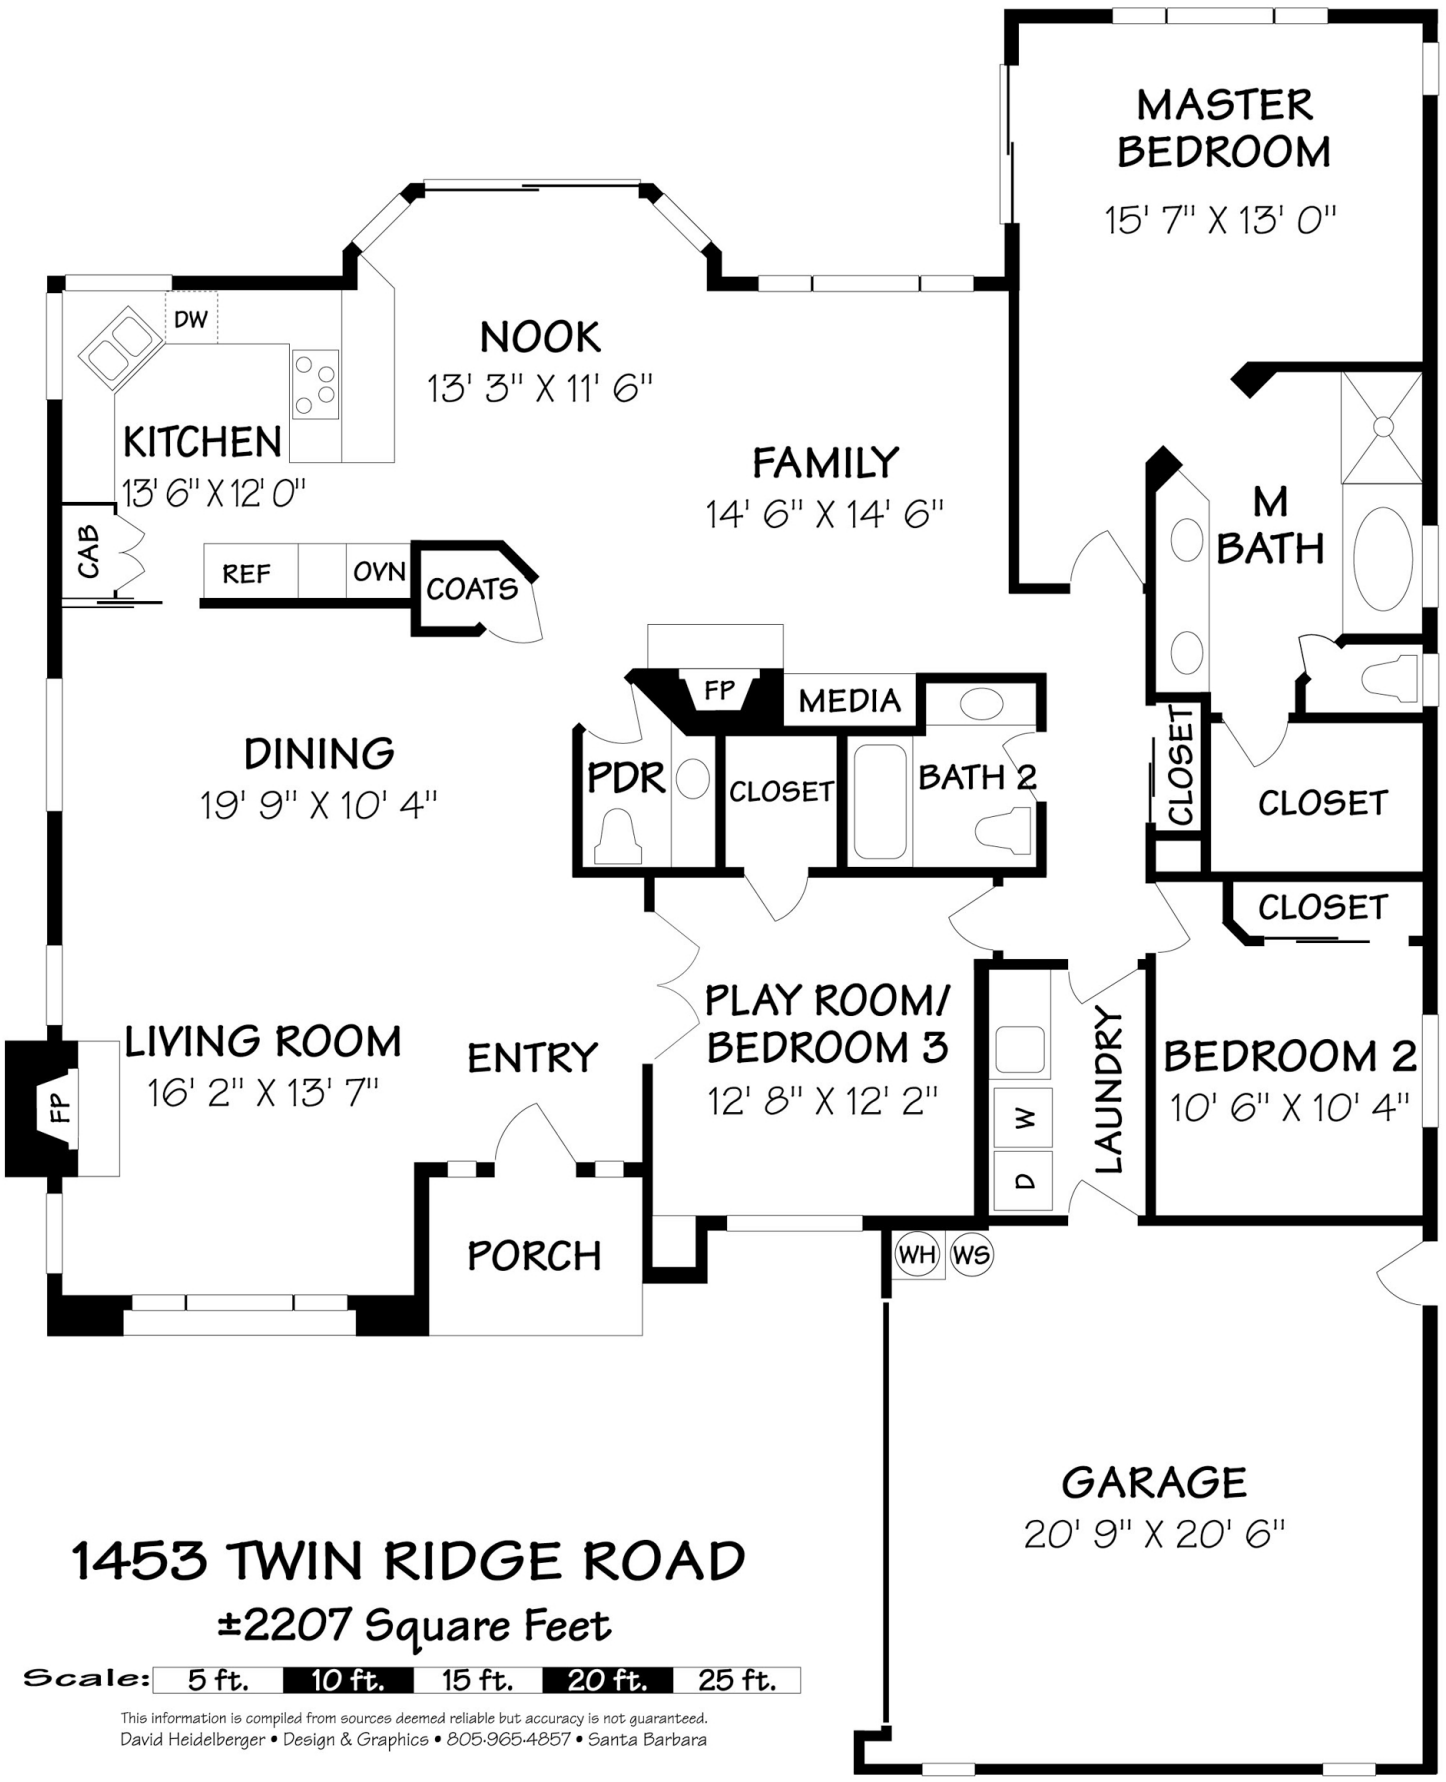 MASTER
BEDROOM
15' 7" X 13' 0"
NOOK
13' 3" X 11' 6"
DW
KITCHEN
13' 6" X 12' 0"
CAB
REF
OVN
COATS
FAMILY
14' 6" X 14' 6"
M
BATH
FP
MEDIA
DINING
19' 9" X 10' 4"
PDR
CLOSET
BATH 2
CLOSET
CLOSET
CLOSET
LIVING ROOM
16' 2" X 13' 7"
FP
ENTRY
PLAY ROOM/
BEDROOM 3
12' 8" X 12' 2"
LAUNDRY
W
D
BEDROOM 2
10' 6" X 10' 4"
PORCH
WH
WS
GARAGE
20' 9" X 20' 6"
1453 TWIN RIDGE ROAD
±2207 Square Feet
Scale: 5 ft. 10 ft. 15 ft. 20 ft. 25 ft.
This information is compiled from sources deemed reliable but accuracy is not guaranteed.
David Heidelberger • Design & Graphics • 805•965•4857 • Santa Barbara